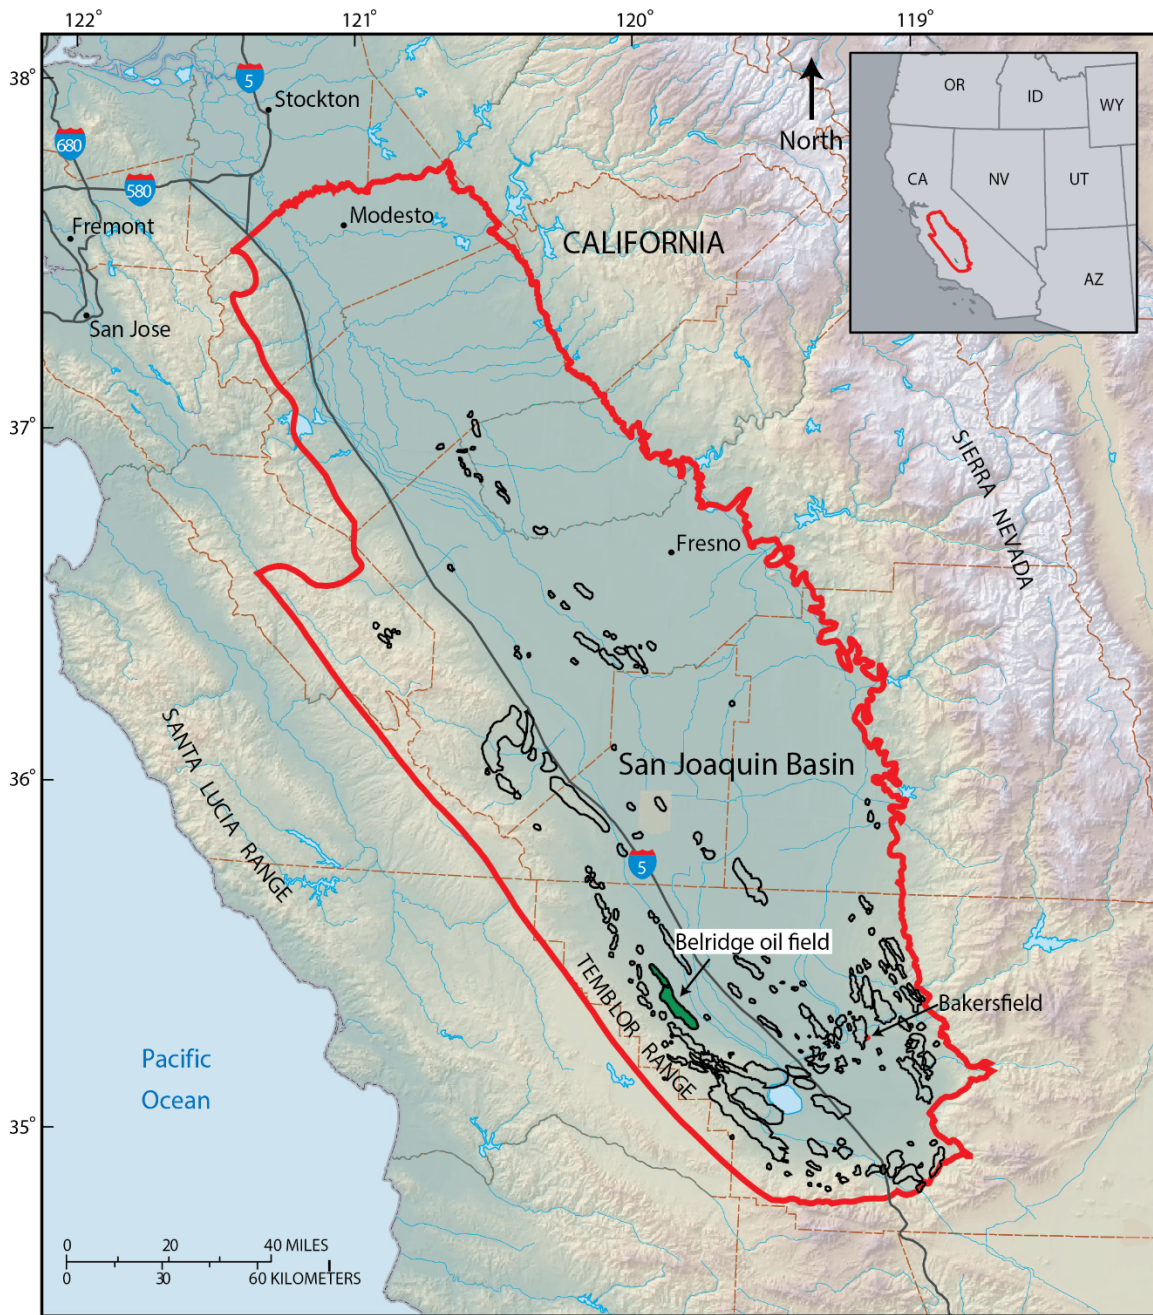 122°
121°
120°
119°
38°
37°
36°
35°
5
Stockton
680
580
Fremont
Modesto
San Jose
CALIFORNIA
North
OR
ID
WY
CA
NV
UT
AZ
SIERRA NEVADA
Fresno
San Joaquin Basin
SANTA LUCIA RANGE
5
Belridge oil field
TEMBLOR RANGE
Bakersfield
Pacific
Ocean
0 20 40 MILES
0 30 60 KILOMETERS